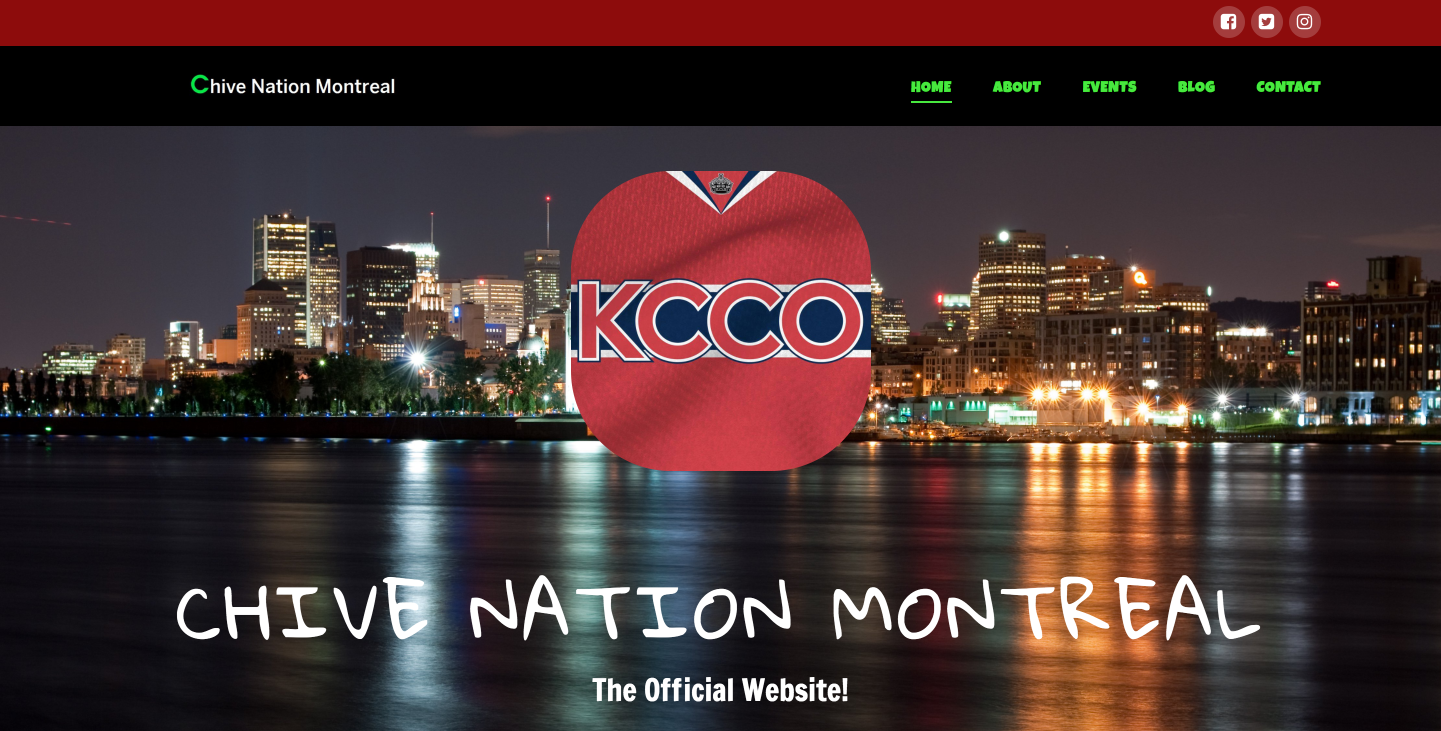 Chive Nation Montreal
HOME ABOUT EVENTS BLOG CONTACT
KCCO
CHIVE NATION MONTREAL
The Official Website!